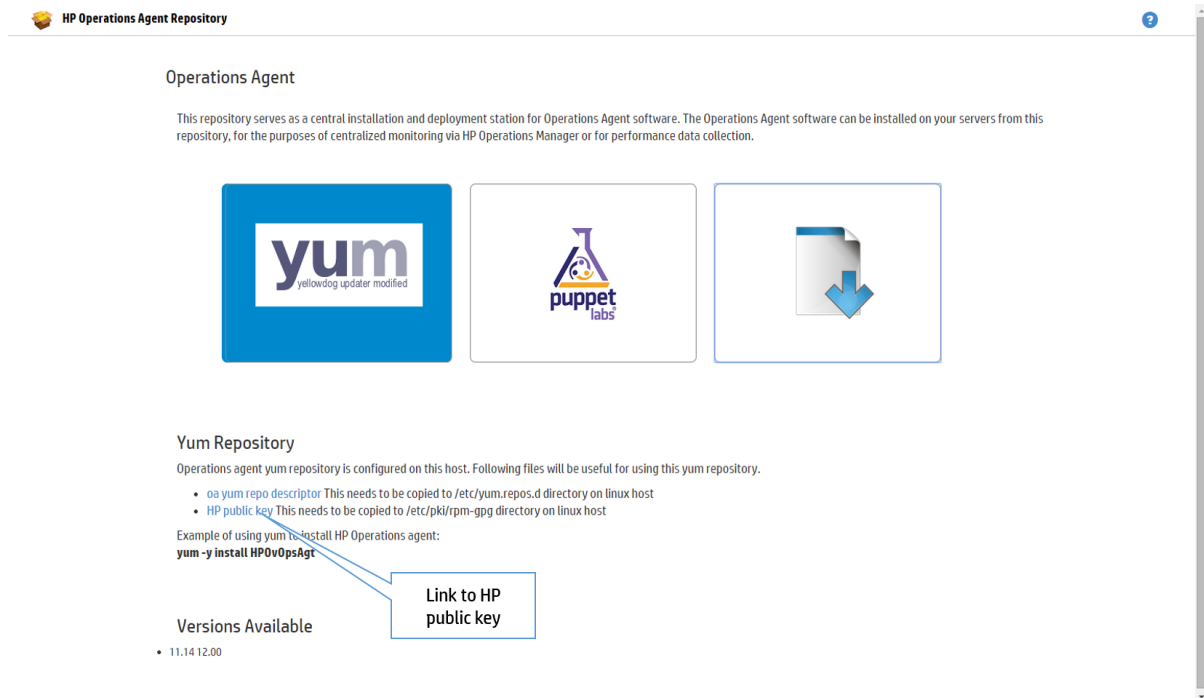 HP Operations Agent Repository
?
Operations Agent
This repository serves as a central installation and deployment station for Operations Agent software. The Operations Agent software can be installed on your servers from this
repository, for the purposes of centralized monitoring via HP Operations Manager or for performance data collection.
yum
yellowdog updater modified
puppet
labs®
Yum Repository
Operations agent yum repository is configured on this host. Following files will be useful for using this yum repository.
• oa yum repo descriptor This needs to be copied to /etc/yum.repos.d directory on linux host
• HP public key This needs to be copied to /etc/pki/rpm-gpg directory on linux host
Example of using yum to install HP Operations agent:
yum -y install HPOvOpsAgt
Link to HP
public key
Versions Available
• 11.14 12.00